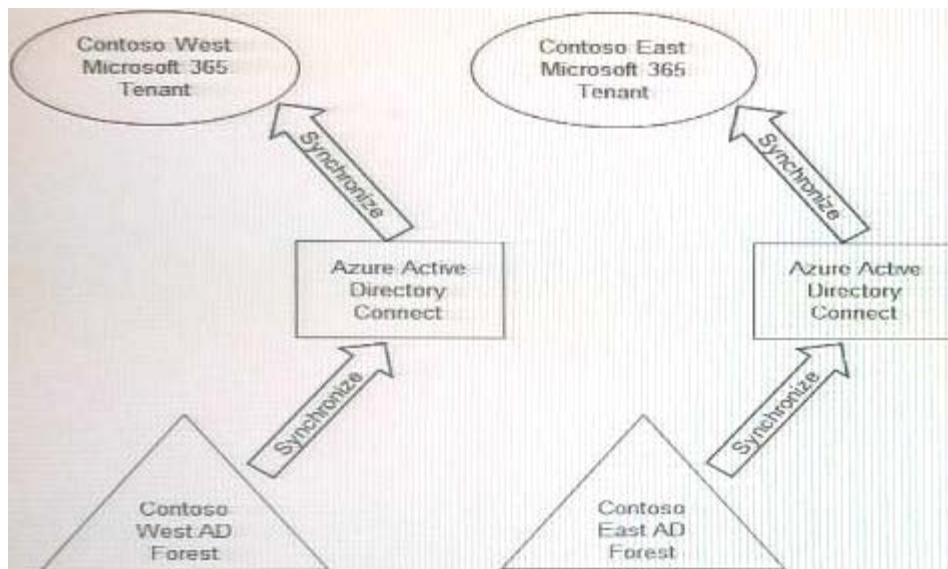 Contoso West
Microsoft 365
Tenant
Contoso East
Microsoft 365
Tenant
Synchronize
Synchronize
Azure Active
Directory
Connect
Azure Active
Directory
Connect
Synchronize
Synchronize
Contoso
West AD
Forest
Contoso
East AD
Forest